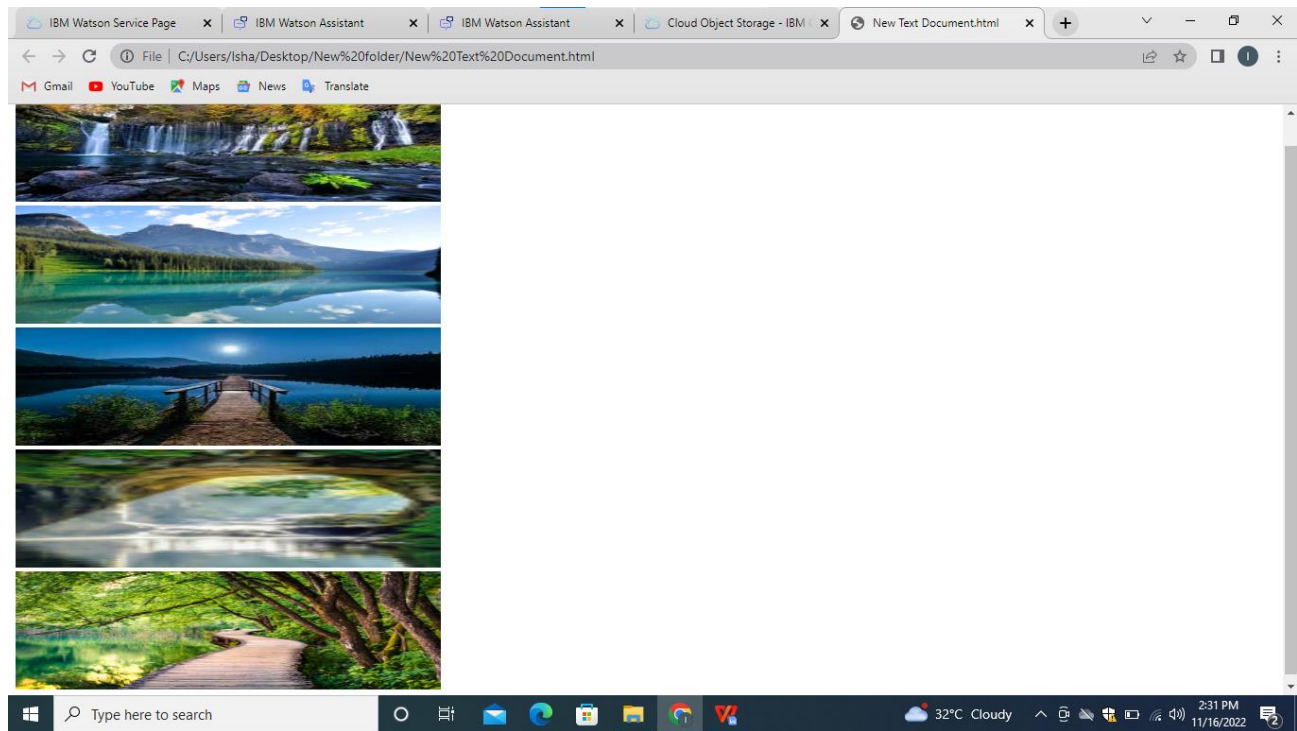 IBM Watson Service Page
IBM Watson Assistant
IBM Watson Assistant
Cloud Object Storage - IBM
New Text Document.html
File | C:/Users/Isha/Desktop/New%20folder/New%20Text%20Document.html
I
Gmail
YouTube
Maps
News
Translate
Type here to search
32°C Cloudy
2:31 PM
11/16/2022
2